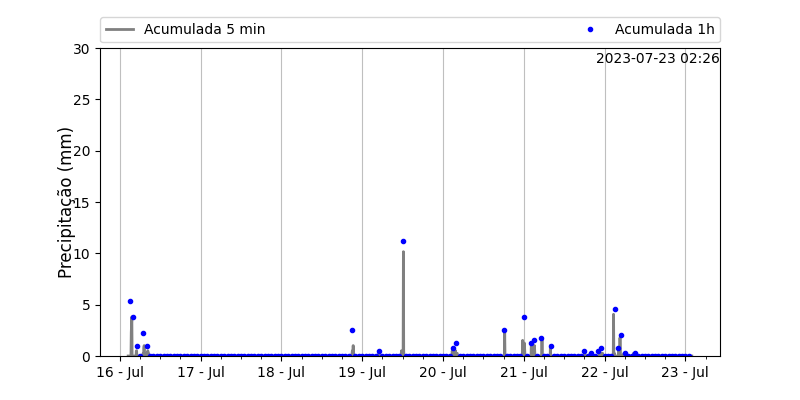 Acumulada 5 min
Acumulada 1h
2023-07-23 02:26
Precipitação (mm)
30
25
20
15
10
5
0
16 - Jul
17 - Jul
18 - Jul
19 - Jul
20 - Jul
21 - Jul
22 - Jul
23 - Jul